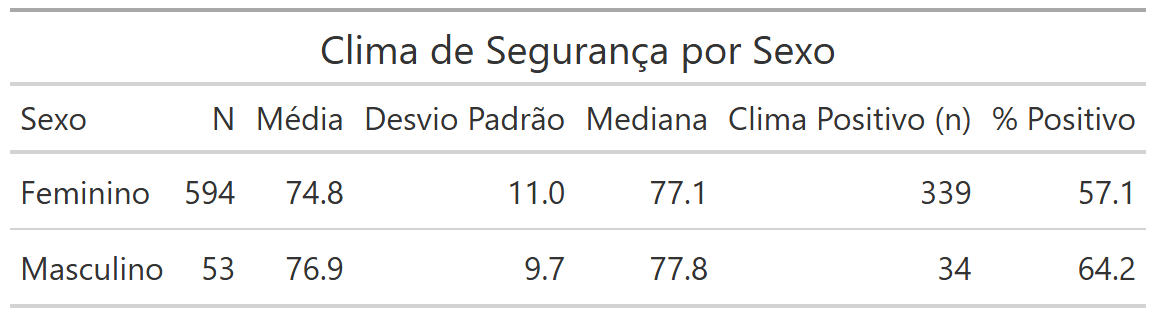 Clima de Segurança por Sexo
Sexo N Média Desvio Padrão Mediana Clima Positivo (n) % Positivo
Feminino 594 74.8 11.0 77.1 339 57.1
Masculino 53 76.9 9.7 77.8 34 64.2